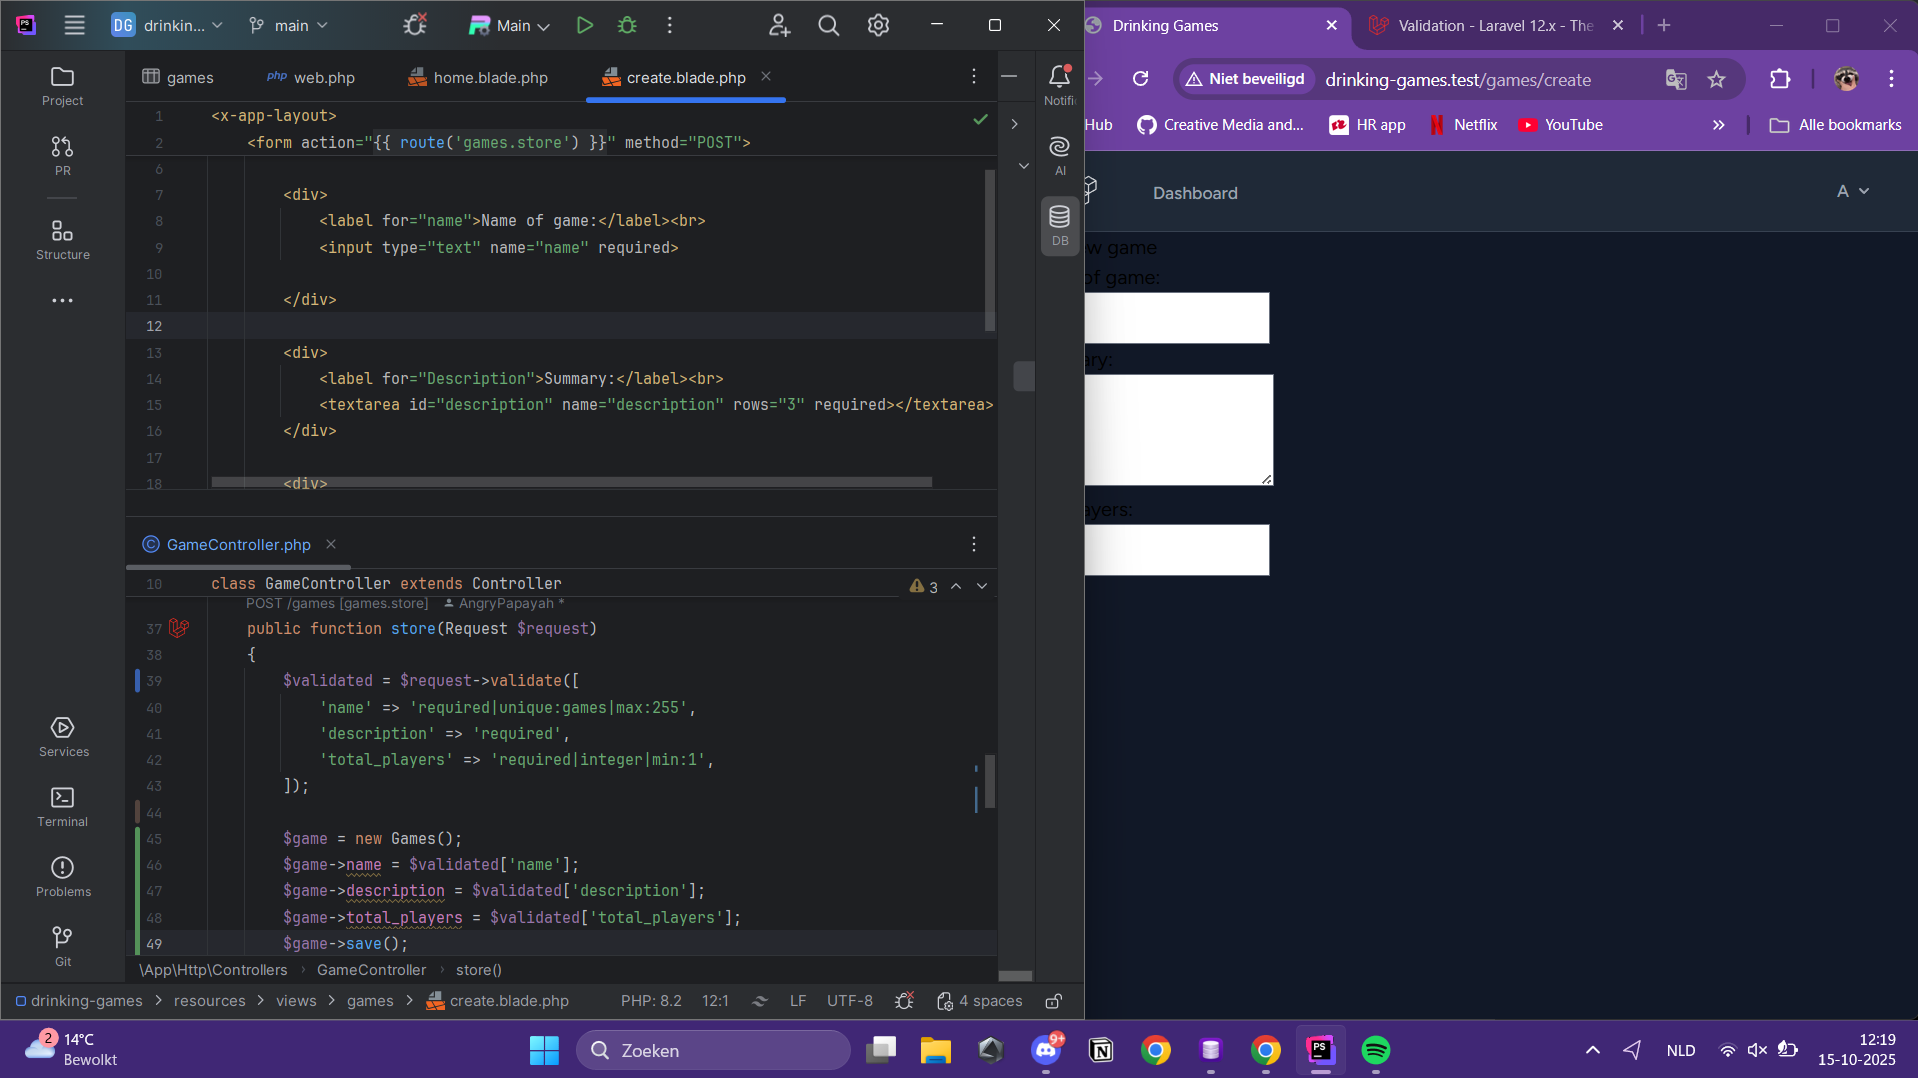 PS
DG drinkin...
main
Main
Project
PR
Structure
Services
Terminal
Problems
Git
games
php web.php
home.blade.php
create.blade.php
1 <x-app-layout>
2 <form action="{{ route('games.store') }}" method="POST">
6
7 <div>
8 <label for="name">Name of game:</label><br>
9 <input type="text" name="name" required>
10
11 </div>
12
13 <div>
14 <label for="Description">Summary:</label><br>
15 <textarea id="description" name="description" rows="3" required></textarea>
16 </div>
17
18 <div>
GameController.php
10 class GameController extends Controller
3
POST /games [games.store] AngryPapayah *
37 public function store(Request $request)
38 {
39 $validated = $request->validate([
40 'name' => 'required|unique:games|max:255',
41 'description' => 'required',
42 'total_players' => 'required|integer|min:1',
43 ]);
44
45 $game = new Games();
46 $game->name = $validated['name'];
47 $game->description = $validated['description'];
48 $game->total_players = $validated['total_players'];
49 $game->save();
\App\Http\Controllers › GameController › store()
drinking-games > resources > views > games > create.blade.php
PHP: 8.2 12:1 LF UTF-8 4 spaces
Notifi
AI
DB
Drinking Games
Validation - Laravel 12.x - The
Niet beveiligd
drinking-games.test/games/create
Hub
Creative Media and...
HR app
Netflix
YouTube
»
Alle bookmarks
Dashboard
A
ew game
of game:
ary:
ayers:
2
14°C
Bewolkt
Zoeken
9+
PS
NLD
12:19
15-10-2025